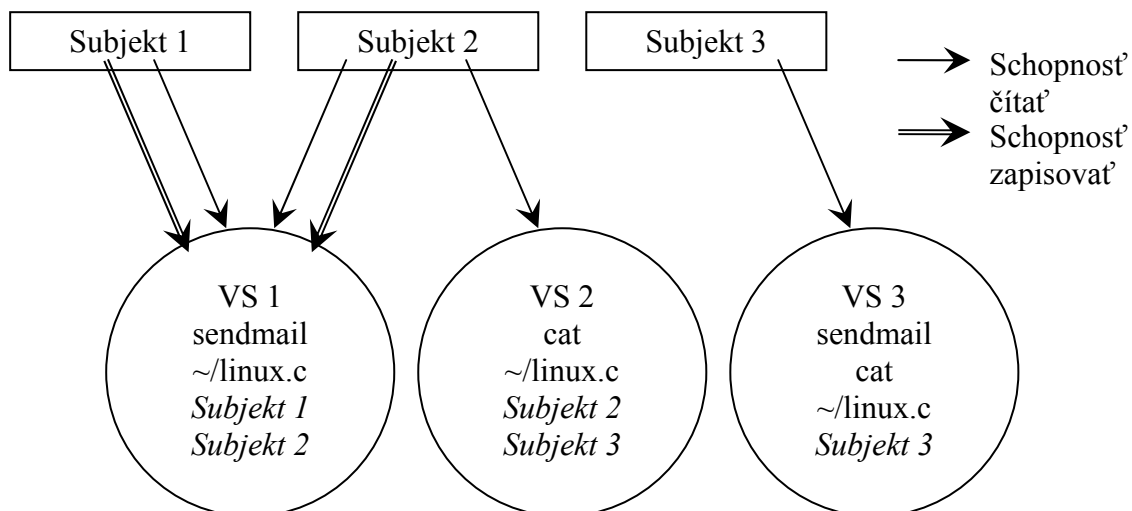 Subjekt 1
Subjekt 2
Subjekt 3
Schopnosť
čítať
Schopnosť
zapisovať
VS 1
sendmail
~/linux.c
Subjekt 1
Subjekt 2
VS 2
cat
~/linux.c
Subjekt 2
Subjekt 3
VS 3
sendmail
cat
~/linux.c
Subjekt 3